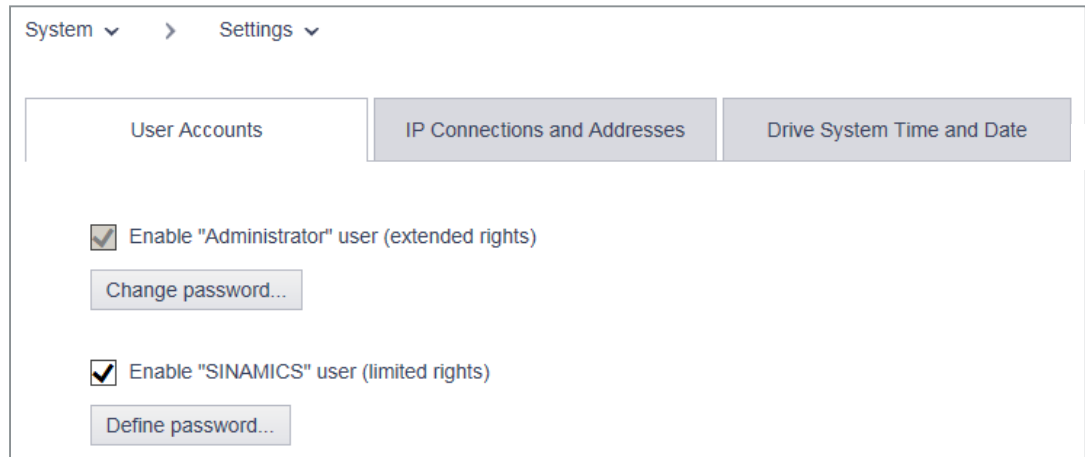 System > Settings
User Accounts IP Connections and Addresses Drive System Time and Date
Enable "Administrator" user (extended rights)
Change password...
Enable "SINAMICS" user (limited rights)
Define password...